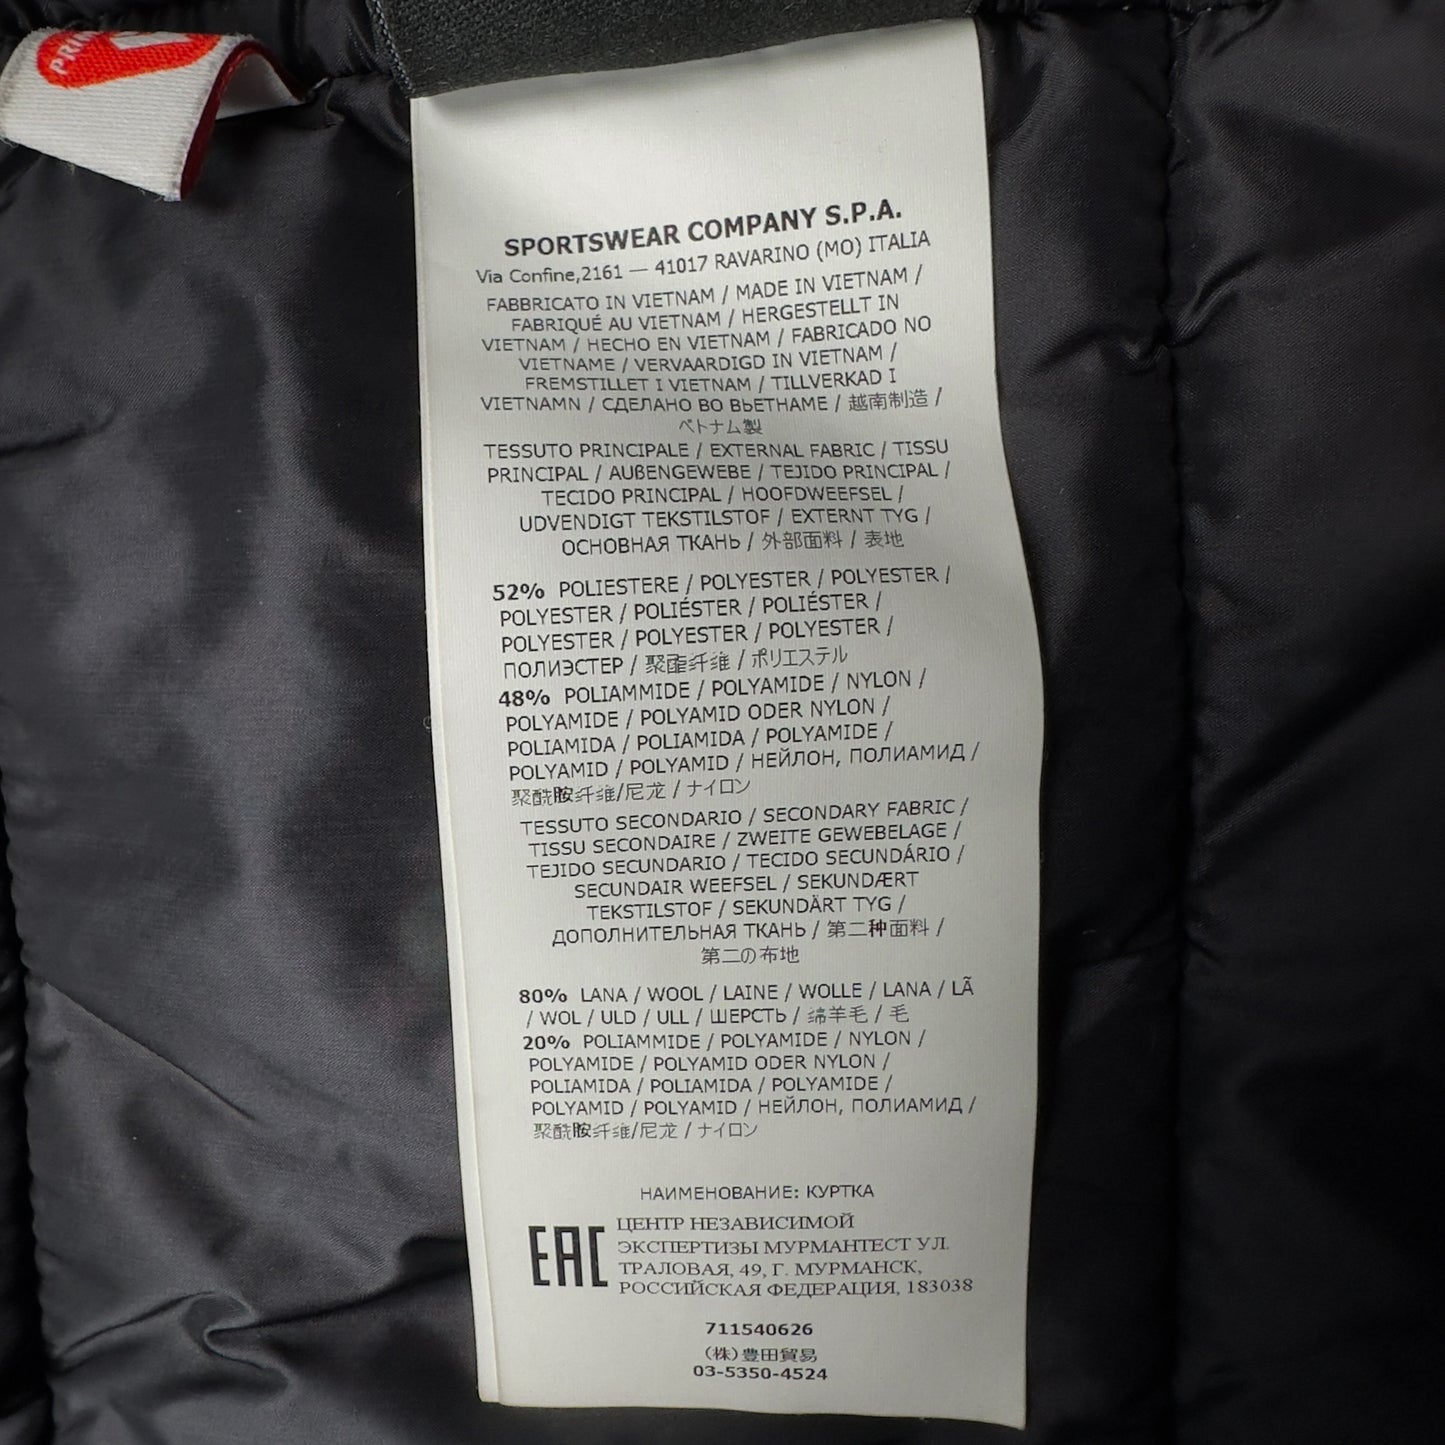 PRIM
SPORTSWEAR COMPANY S.P.A.
Via Confine,2161 — 41017 RAVARINO (MO) ITALIA
FABBRICATO IN VIETNAM / MADE IN VIETNAM /
FABRIQUÉ AU VIETNAM / HERGESTELLT IN
VIETNAM / HECHO EN VIETNAM / FABRICADO NO
VIETNAME / VERVAARDIGD IN VIETNAM /
FREMSTILLET I VIETNAM / TILLVERKAD I
VIETNAMN / СДЕЛАНО ВО ВЬЕТНАМЕ / 越南制造 /
ベトナム製
TESSUTO PRINCIPALE / EXTERNAL FABRIC / TISSU
PRINCIPAL / AUßENGEWEBE / TEJIDO PRINCIPAL /
TECIDO PRINCIPAL / HOOFDWEEFSEL /
UDVENDIGT TEKSTILSTOF / EXTERNT TYG /
ОСНОВНАЯ ТКАНЬ / 外部面料 / 表地
52% POLIESTERE / POLYESTER / POLYESTER /
POLYESTER / POLIÉSTER / POLIÉSTER /
POLYESTER / POLYESTER / POLYESTER /
ПОЛИЭСТЕР / 聚酯纤维 / ポリエステル
48% POLIAMMIDE / POLYAMIDE / NYLON /
POLYAMIDE / POLYAMID ODER NYLON /
POLIAMIDA / POLIAMIDA / POLYAMIDE /
POLYAMID / POLYAMID / НЕЙЛОН, ПОЛИАМИД /
聚酰胺纤维/尼龙 / ナイロン
TESSUTO SECONDARIO / SECONDARY FABRIC /
TISSU SECONDAIRE / ZWEITE GEWEBELAGE /
TEJIDO SECUNDARIO / TECIDO SECUNDÁRIO /
SECUNDAIR WEEFSEL / SEKUNDÆRT
TEKSTILSTOF / SEKUNDÄRT TYG /
ДОПОЛНИТЕЛЬНАЯ ТКАНЬ / 第二种面料 /
第二の布地
80% LANA / WOOL / LAINE / WOLLE / LANA / LÃ
/ WOL / ULD / ULL / ШЕРСТЬ / 绵羊毛 / 毛
20% POLIAMMIDE / POLYAMIDE / NYLON /
POLYAMIDE / POLYAMID ODER NYLON /
POLIAMIDA / POLIAMIDA / POLYAMIDE /
POLYAMID / POLYAMID / НЕЙЛОН, ПОЛИАМИД /
聚酰胺纤维/尼龙 / ナイロン
НАИМЕНОВАНИЕ: КУРТКА
EAC
ЦЕНТР НЕЗАВИСИМОЙ
ЭКСПЕРТИЗЫ МУРМАНТЕСТ УЛ.
ТРАЛОВАЯ, 49, Г. МУРМАНСК,
РОССИЙСКАЯ ФЕДЕРАЦИЯ, 183038
711540626
(株)豊田貿易
03-5350-4524